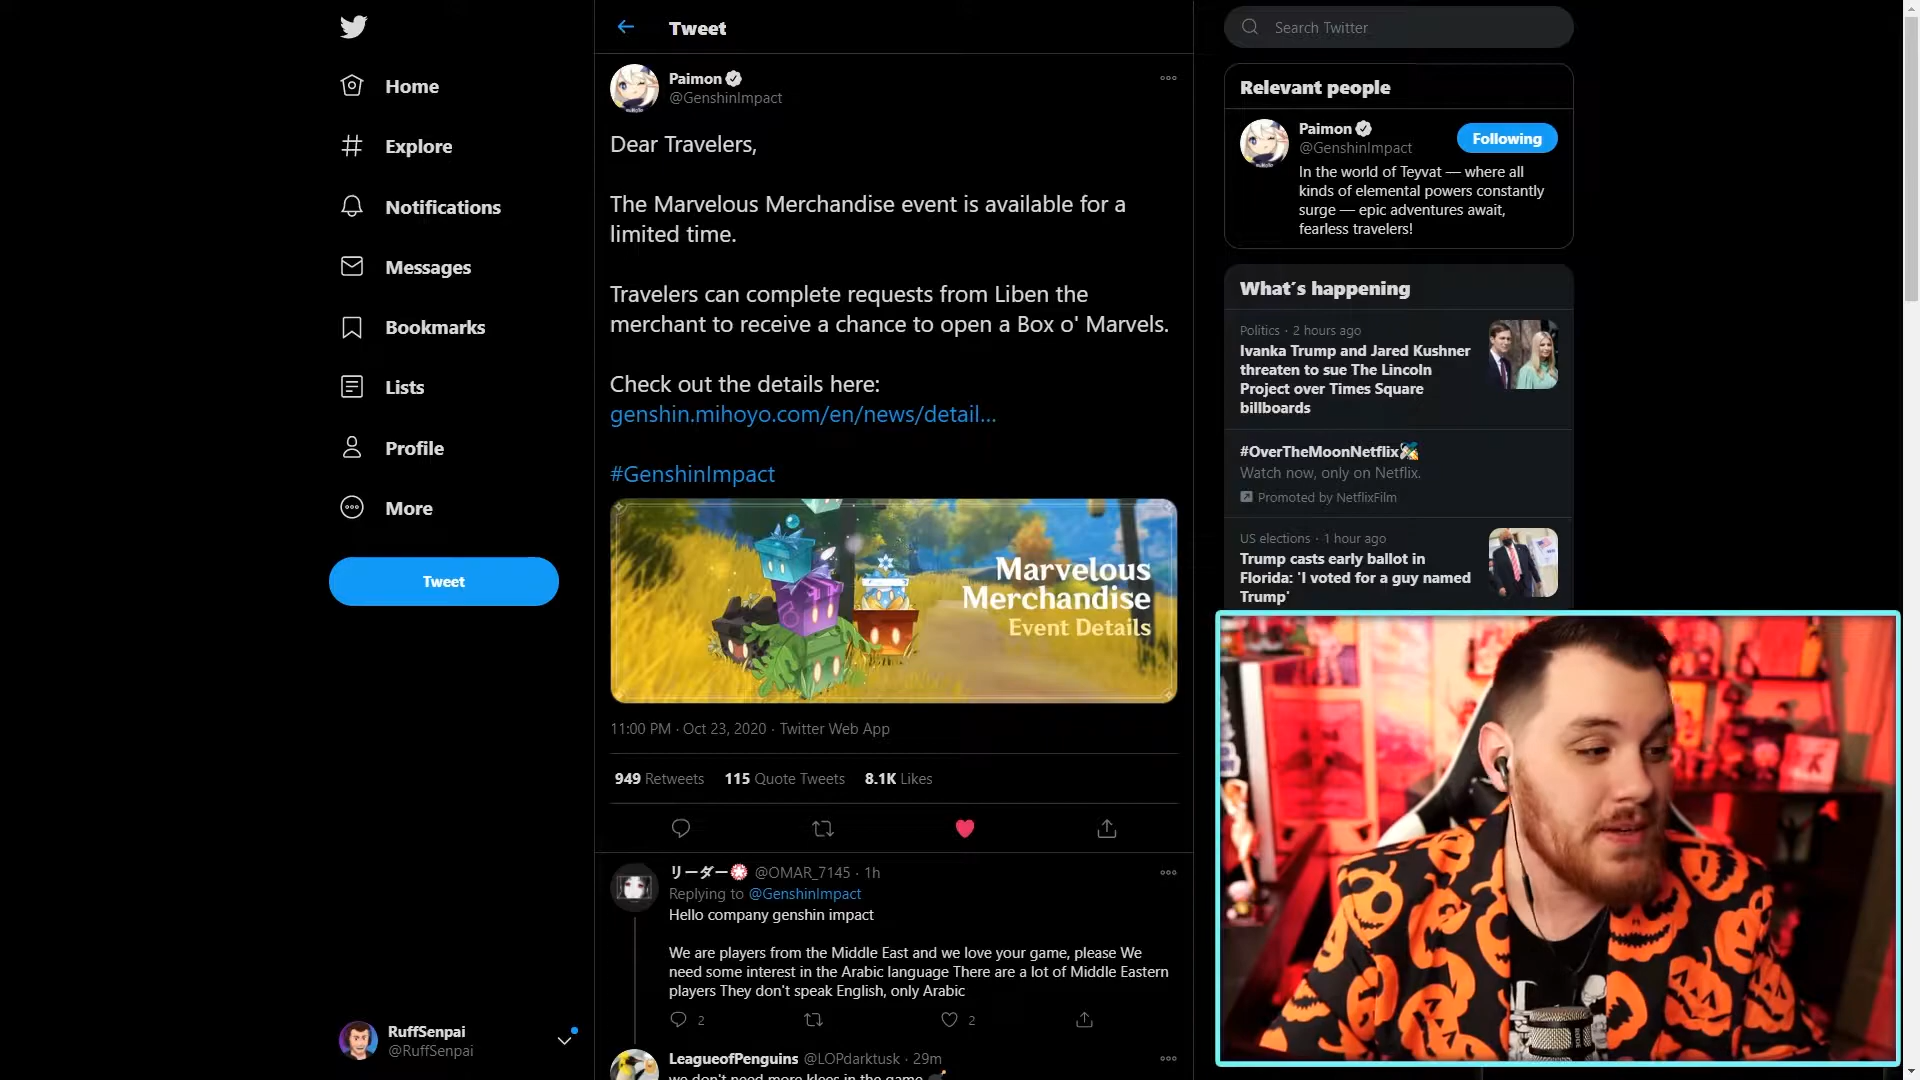 Home
Explore
Notifications
Messages
Bookmarks
Lists
Profile
More
Tweet
RuffSenpai
@RuffSenpai
Tweet
Paimon
@GenshinImpact
Dear Travelers,
The Marvelous Merchandise event is available for a
limited time.
Travelers can complete requests from Liben the
merchant to receive a chance to open a Box o' Marvels.
Check out the details here:
genshin.mihoyo.com/en/news/detail...
#GenshinImpact
Marvelous
Merchandise
Event Details
11:00 PM · Oct 23, 2020 · Twitter Web App
949 Retweets 115 Quote Tweets 8.1K Likes
リーダー @OMAR_7145 · 1h
Replying to @GenshinImpact
Hello company genshin impact
We are players from the Middle East and we love your game, please We
need some interest in the Arabic language There are a lot of Middle Eastern
players They don't speak English, only Arabic
2 2
LeagueofPenguins @LOPdarktusk · 29m
we don't need more klees in the game
Search Twitter
Relevant people
Paimon
@GenshinImpact
Following
In the world of Teyvat — where all
kinds of elemental powers constantly
surge — epic adventures await,
fearless travelers!
What's happening
Politics · 2 hours ago
Ivanka Trump and Jared Kushner
threaten to sue The Lincoln
Project over Times Square
billboards
#OverTheMoonNetflix
Watch now, only on Netflix.
Promoted by NetflixFilm
US elections · 1 hour ago
Trump casts early ballot in
Florida: 'I voted for a guy named
Trump'